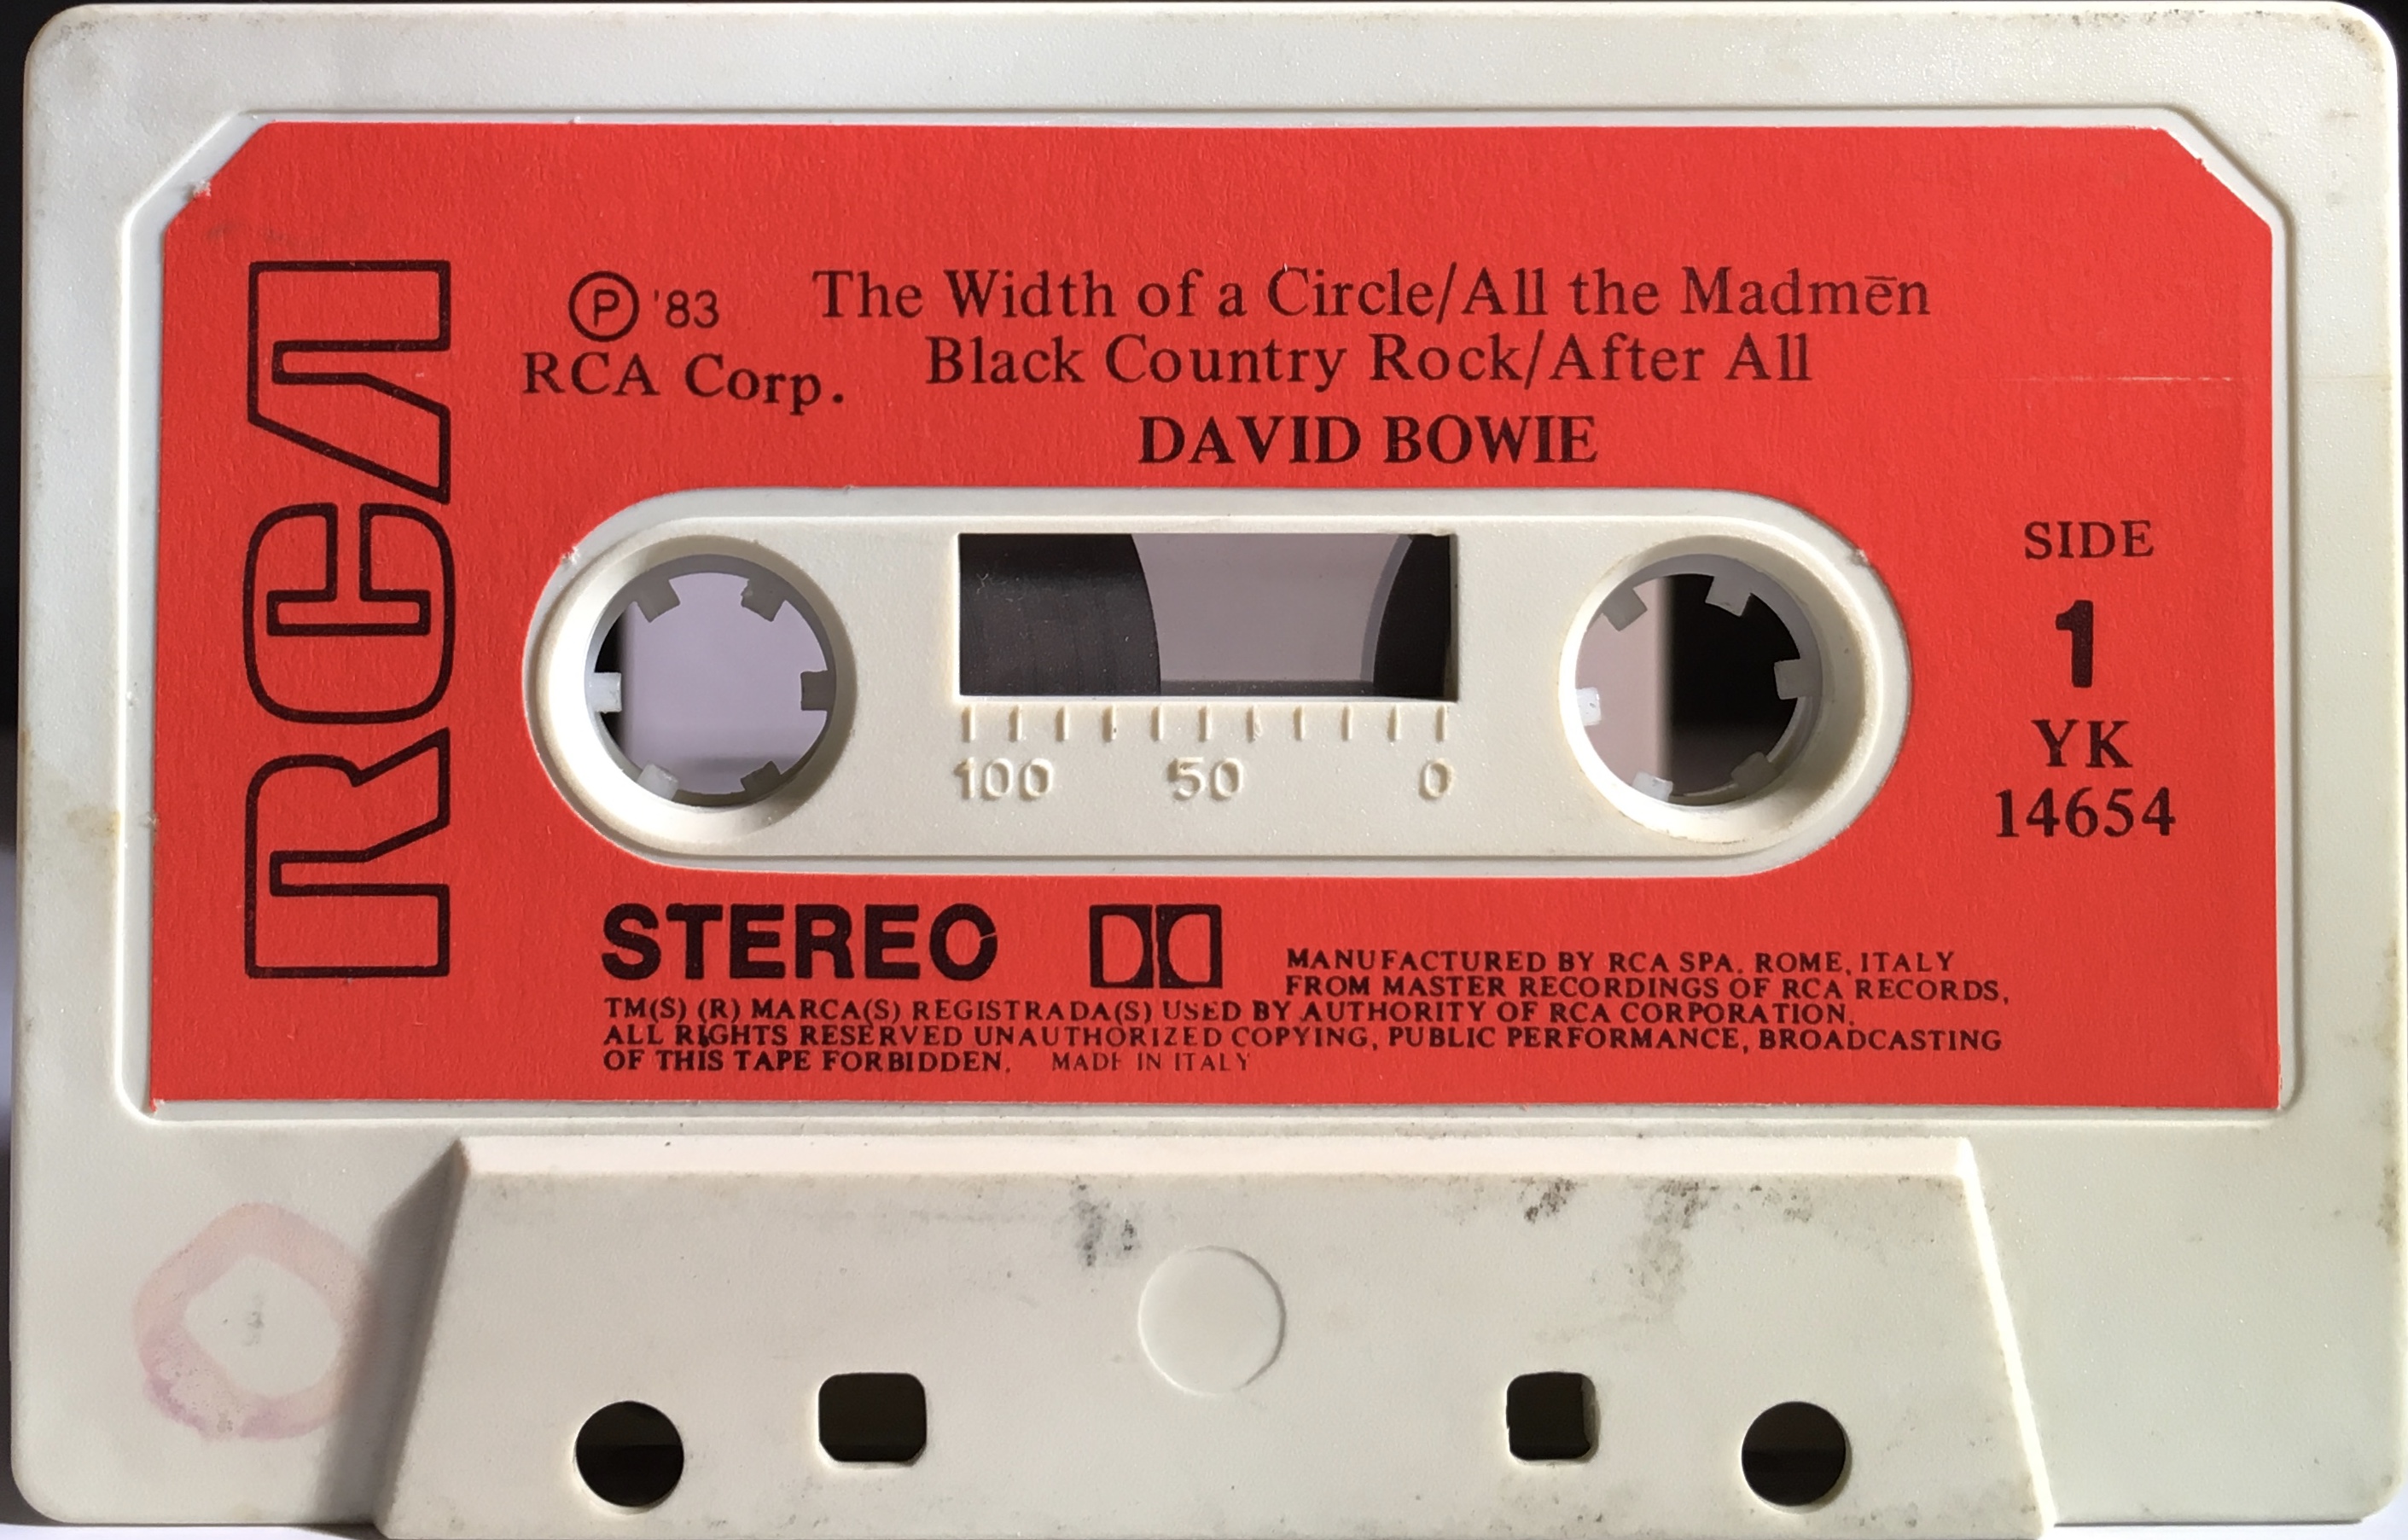 RCA
Ⓟ '83
RCA Corp.
The Width of a Circle/All the Madmēn
Black Country Rock/After All
DAVID BOWIE
SIDE
1
YK
14654
100 50 0
STEREO
MANUFACTURED BY RCA SPA. ROME, ITALY
FROM MASTER RECORDINGS OF RCA RECORDS,
TM(S) (R) MARCA(S) REGISTRADA(S) USED BY AUTHORITY OF RCA CORPORATION.
ALL RIGHTS RESERVED UNAUTHORIZED COPYING, PUBLIC PERFORMANCE, BROADCASTING
OF THIS TAPE FORBIDDEN. MADE IN ITALY